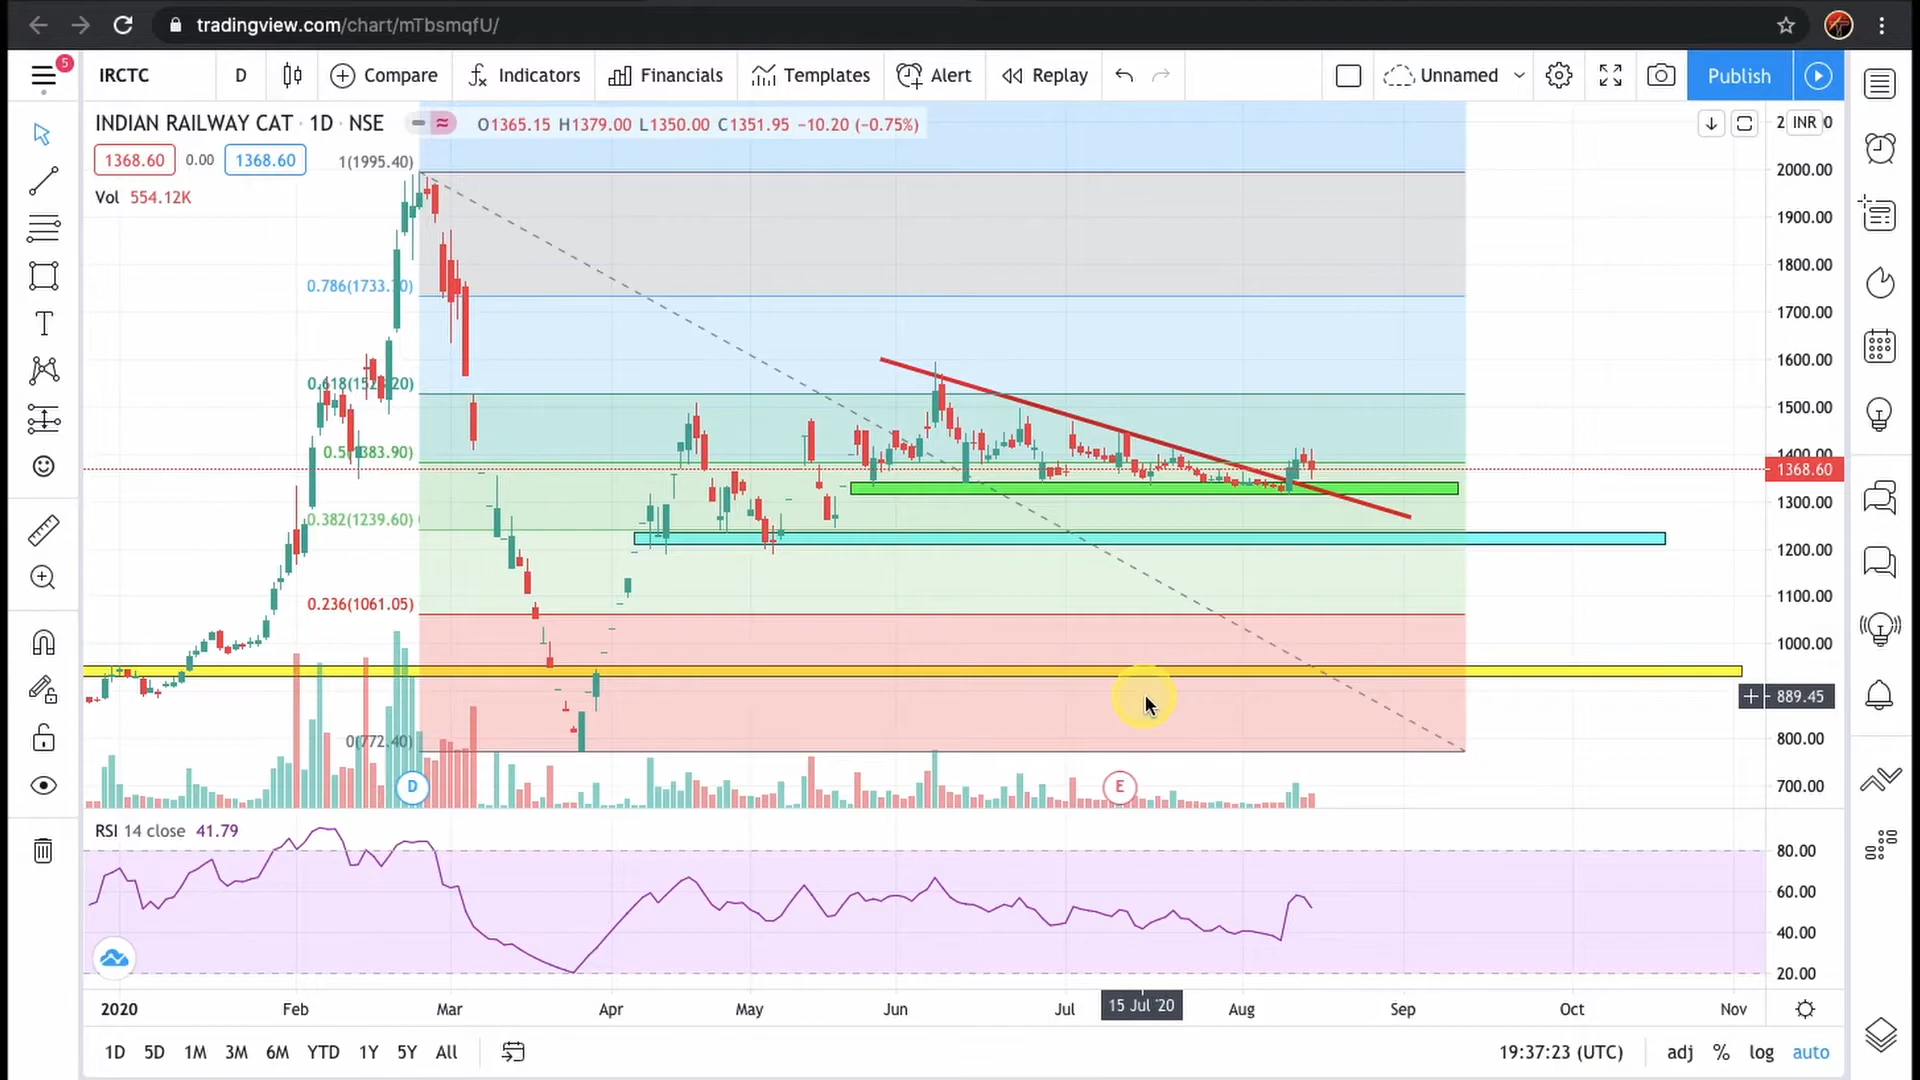 tradingview.com/chart/mTbsmqfU/
5
IRCTC D Compare Indicators Financials Templates Alert Replay Unnamed Publish
INDIAN RAILWAY CAT · 1D · NSE O1365.15 H1379.00 L1350.00 C1351.95 −10.20 (−0.75%)
1368.60 0.00 1368.60
Vol 554.12K
INR
1(1995.40)
0.786(1733.70)
0.5(1383.90)
0.382(1239.60)
0.236(1061.05)
0(772.40)
2000.00
1900.00
1800.00
1700.00
1600.00
1500.00
1400.00
1368.60
1300.00
1200.00
1100.00
1000.00
889.45
800.00
700.00
D E
RSI 14 close 41.79
80.00
60.00
40.00
20.00
2020 Feb Mar Apr May Jun Jul 15 Jul '20 Aug Sep Oct Nov
1D 5D 1M 3M 6M YTD 1Y 5Y All 19:37:23 (UTC) adj % log auto